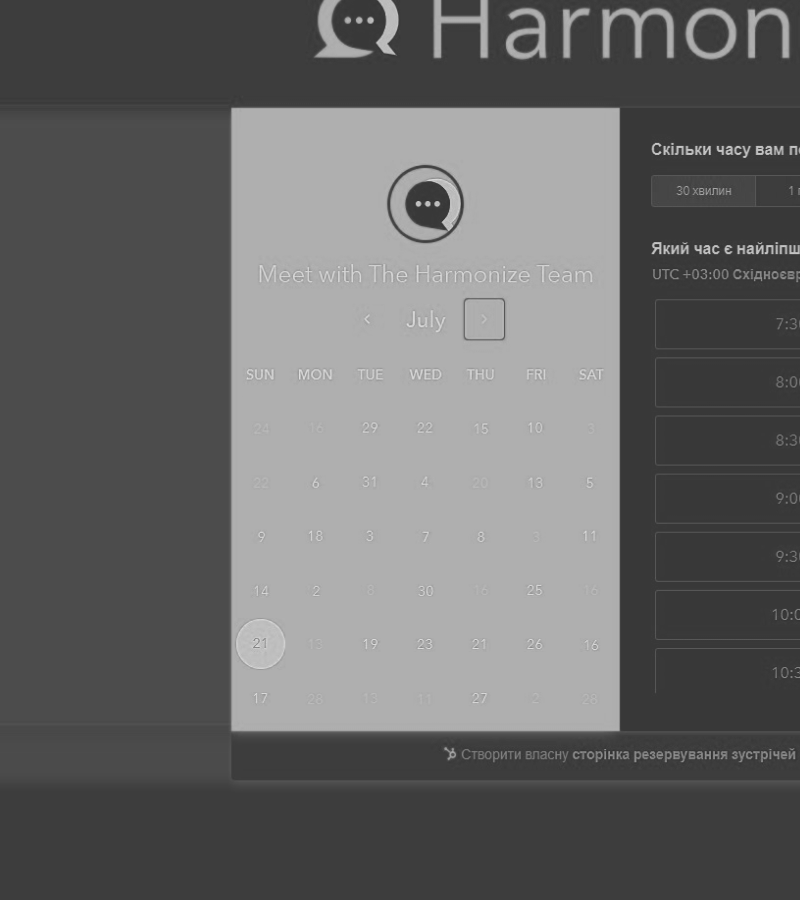 Harmon
Meet with The Harmonize Team
July
SUN MON TUE WED THU FRI SAT
24 16 29 22 15 10 3
22 6 31 4 20 13 5
9 18 3 7 8 3 11
14 2 8 30 16 25 16
21 13 19 23 21 26 16
17 28 13 11 27 2 28
Скільки часу вам п
30 хвилин 1
Який час є найліпш
UTC +03:00 Східноєвр
7:3
8:0
8:3
9:0
9:3
10:0
10:3
Створити власну сторінка резервування зустрічей